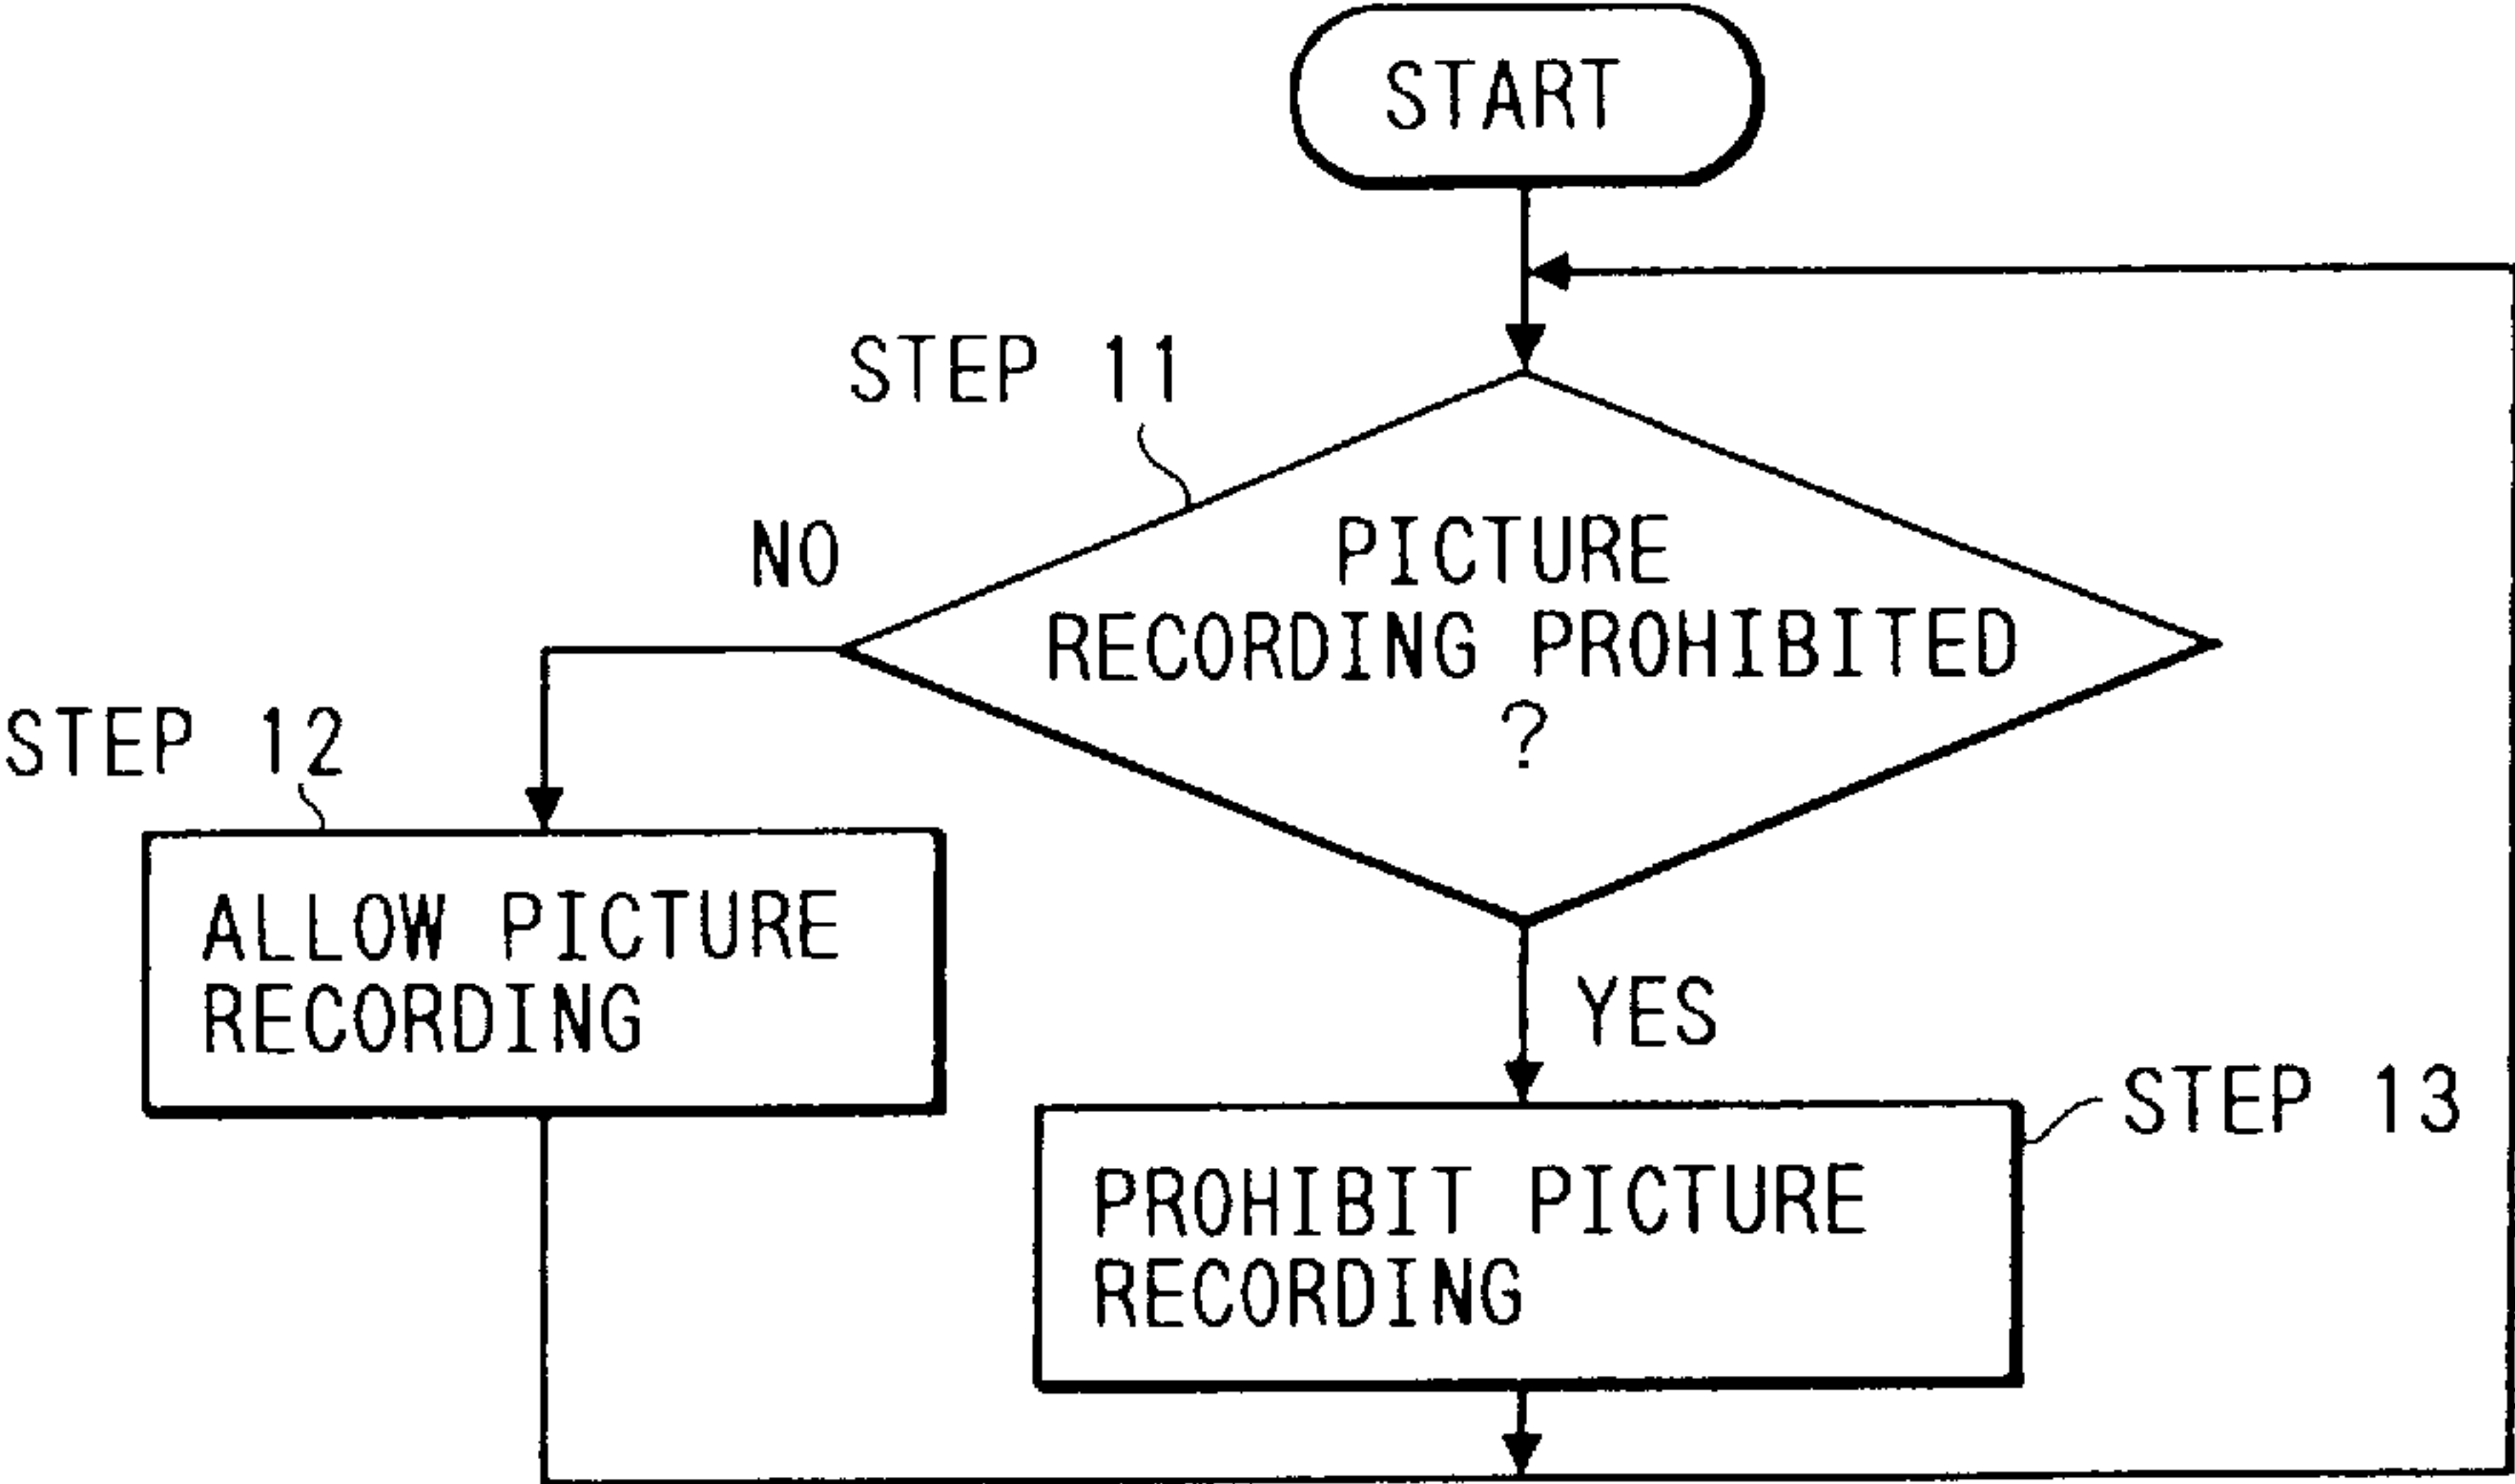 START
STEP 11
NO
PICTURE
RECORDING PROHIBITED
?
STEP 12
ALLOW PICTURE
RECORDING
YES
STEP 13
PROHIBIT PICTURE
RECORDING